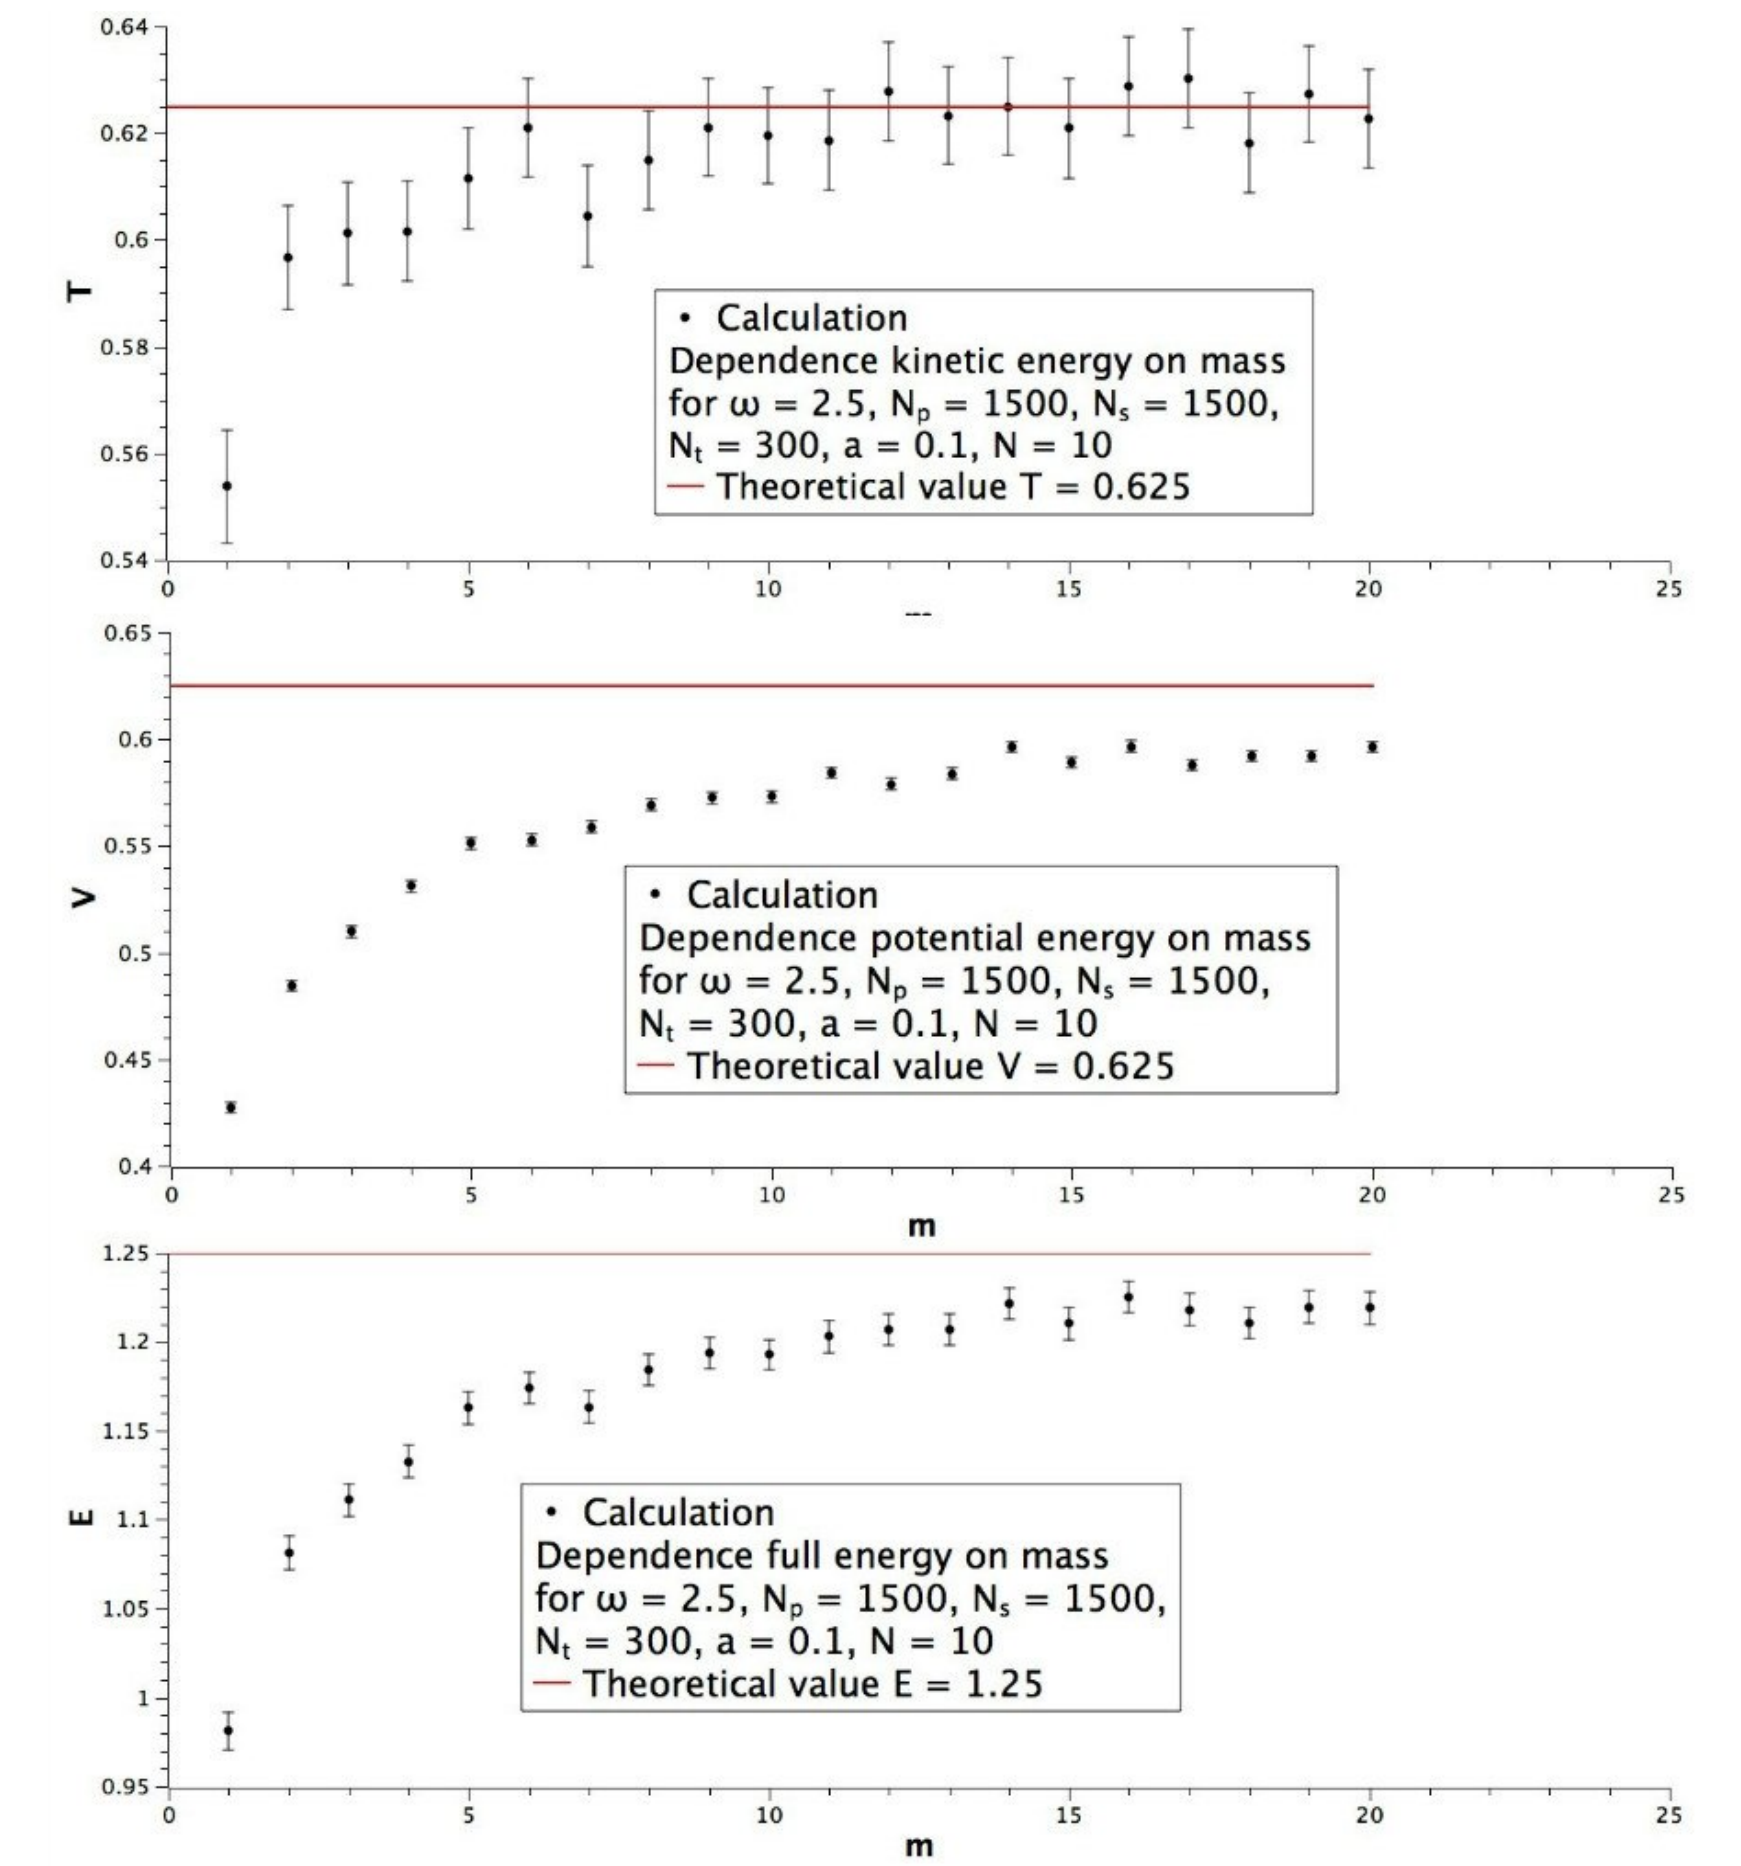 0.64
0.62
0.6
0.58
0.56
0.54
T
• Calculation
Dependence kinetic energy on mass
for ω = 2.5, Nₚ = 1500, Nₛ = 1500,
Nₜ = 300, a = 0.1, N = 10
— Theoretical value T = 0.625
0 5 10 15 20 25
0.65
0.6
0.55
0.5
0.45
0.4
V
• Calculation
Dependence potential energy on mass
for ω = 2.5, Nₚ = 1500, Nₛ = 1500,
Nₜ = 300, a = 0.1, N = 10
— Theoretical value V = 0.625
0 5 10 15 20 25
m
1.25
1.2
1.15
1.1
1.05
1
0.95
E
• Calculation
Dependence full energy on mass
for ω = 2.5, Nₚ = 1500, Nₛ = 1500,
Nₜ = 300, a = 0.1, N = 10
— Theoretical value E = 1.25
0 5 10 15 20 25
m